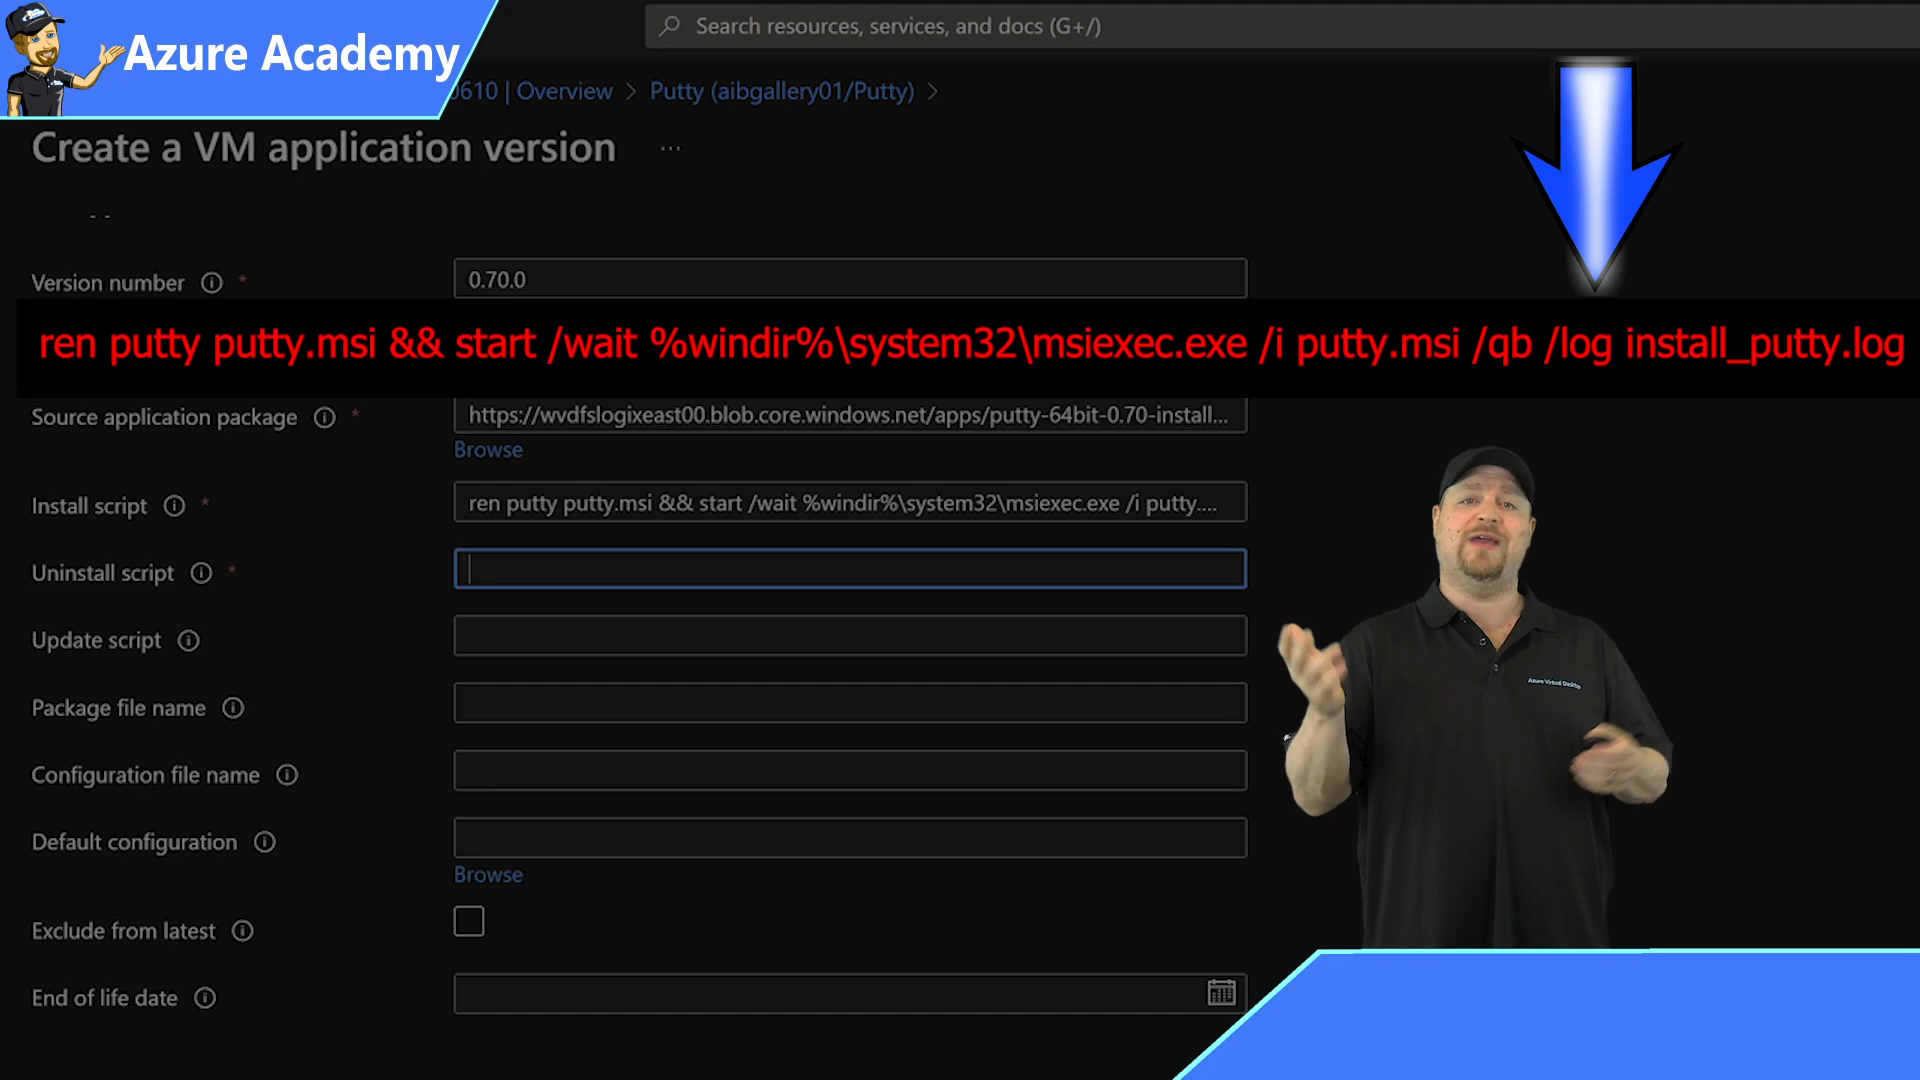 Azure Academy
Search resources, services, and docs (G+/)
0610 | Overview > Putty (aibgallery01/Putty) >
Create a VM application version ...
Version number *
0.70.0
ren putty putty.msi && start /wait %windir%\system32\msiexec.exe /i putty.msi /qb /log install_putty.log
Source application package *
https://wvdfslogixeast00.blob.core.windows.net/apps/putty-64bit-0.70-install...
Browse
Install script *
ren putty putty.msi && start /wait %windir%\system32\msiexec.exe /i putty....
Uninstall script *
Update script
Package file name
Configuration file name
Default configuration
Browse
Exclude from latest
End of life date
Azure Virtual Desktop